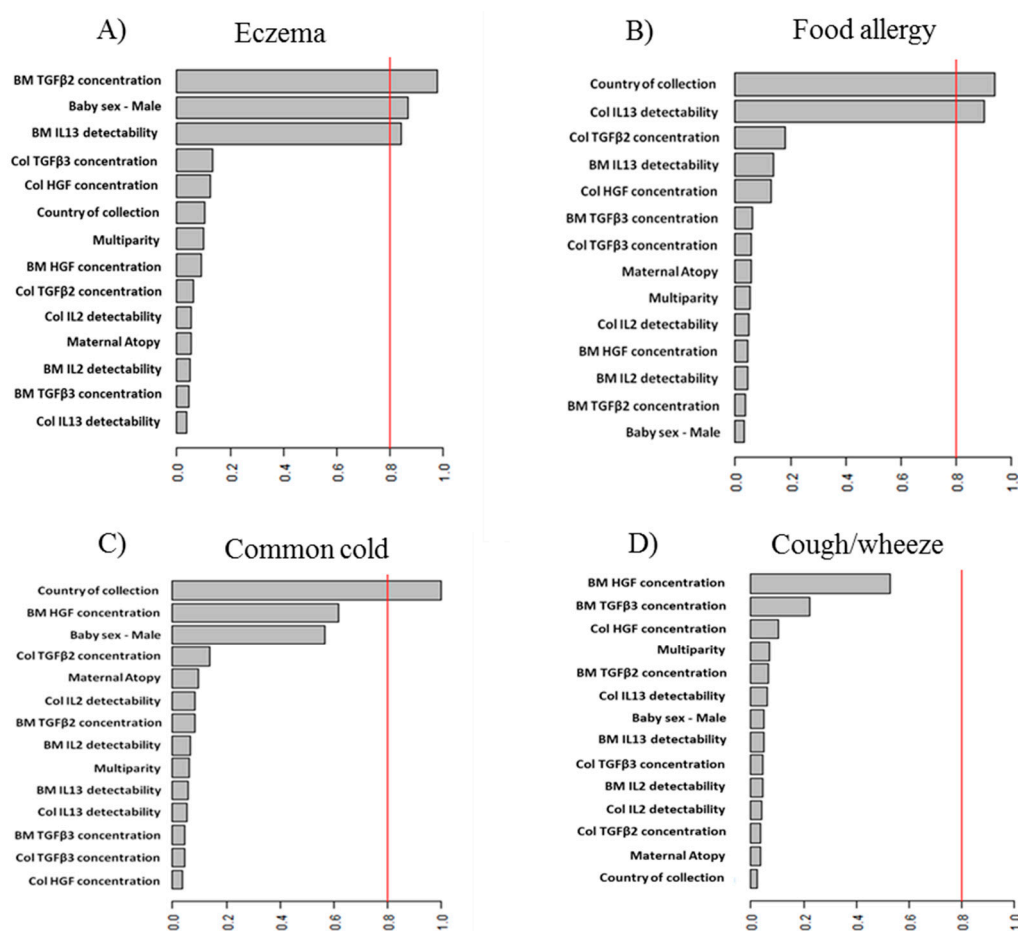 A)
Eczema
BM TGFβ2 concentration
Baby sex - Male
BM IL13 detectability
Col TGFβ3 concentration
Col HGF concentration
Country of collection
Multiparity
BM HGF concentration
Col TGFβ2 concentration
Col IL2 detectability
Maternal Atopy
BM IL2 detectability
BM TGFβ3 concentration
Col IL13 detectability
0.0 0.2 0.4 0.6 0.8 1.0
B)
Food allergy
Country of collection
Col IL13 detectability
Col TGFβ2 concentration
BM IL13 detectability
Col HGF concentration
BM TGFβ3 concentration
Col TGFβ3 concentration
Maternal Atopy
Multiparity
Col IL2 detectability
BM HGF concentration
BM IL2 detectability
BM TGFβ2 concentration
Baby sex - Male
0.0 0.2 0.4 0.6 0.8 1.0
C)
Common cold
Country of collection
BM HGF concentration
Baby sex - Male
Col TGFβ2 concentration
Maternal Atopy
Col IL2 detectability
BM TGFβ2 concentration
BM IL2 detectability
Multiparity
BM IL13 detectability
Col IL13 detectability
BM TGFβ3 concentration
Col TGFβ3 concentration
Col HGF concentration
0.0 0.2 0.4 0.6 0.8 1.0
D)
Cough/wheeze
BM HGF concentration
BM TGFβ3 concentration
Col HGF concentration
Multiparity
BM TGFβ2 concentration
Col IL13 detectability
Baby sex - Male
BM IL13 detectability
Col TGFβ3 concentration
BM IL2 detectability
Col IL2 detectability
Col TGFβ2 concentration
Maternal Atopy
Country of collection
0.0 0.2 0.4 0.6 0.8 1.0